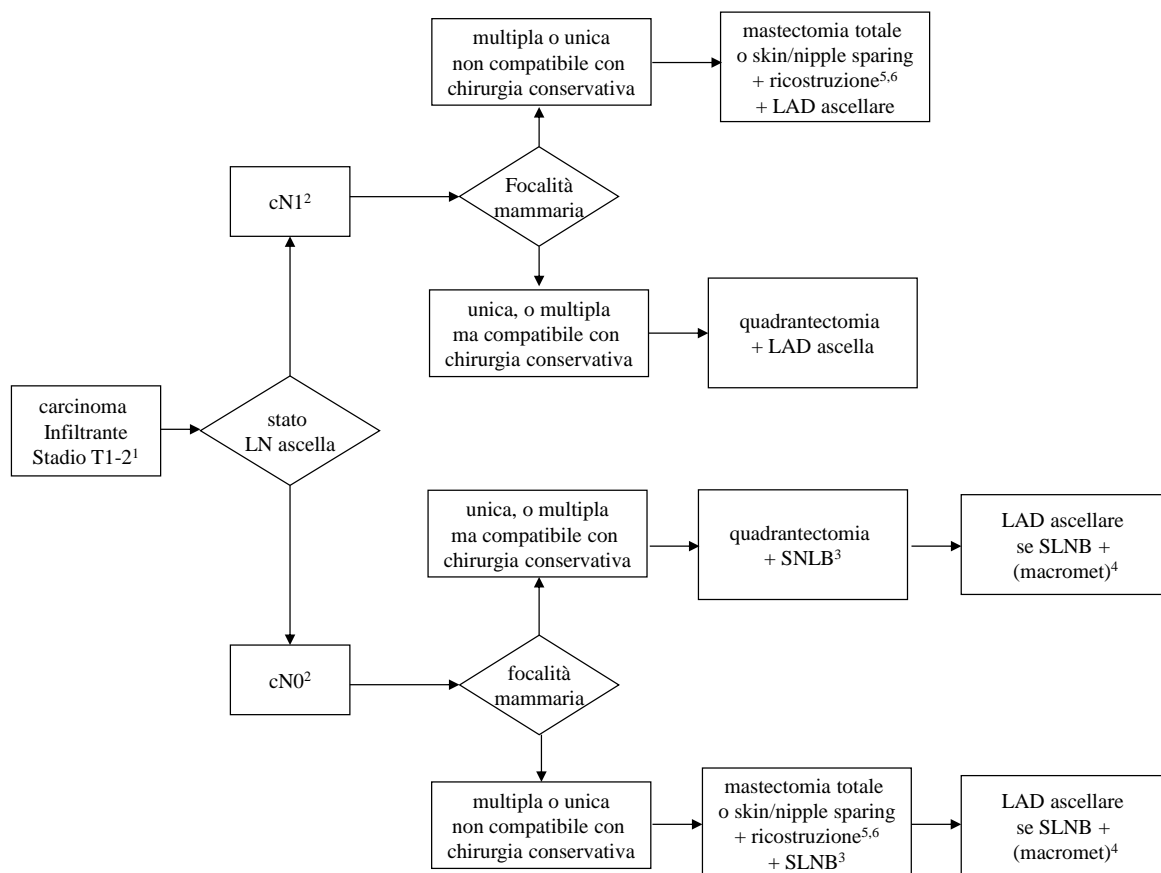 multipla o unica
non compatibile con
chirurgia conservativa
mastectomia totale
o skin/nipple sparing
+ ricostruzione⁵,⁶
+ LAD ascellare
cN1²
Focalità
mammaria
unica, o multipla
ma compatibile con
chirurgia conservativa
quadrantectomia
+ LAD ascella
carcinoma
Infiltrante
Stadio T1-2¹
stato
LN ascella
unica, o multipla
ma compatibile con
chirurgia conservativa
quadrantectomia
+ SNLB³
LAD ascellare
se SLNB +
(macromet)⁴
cN0²
focalità
mammaria
multipla o unica
non compatibile con
chirurgia conservativa
mastectomia totale
o skin/nipple sparing
+ ricostruzione⁵,⁶
+ SLNB³
LAD ascellare
se SLNB +
(macromet)⁴